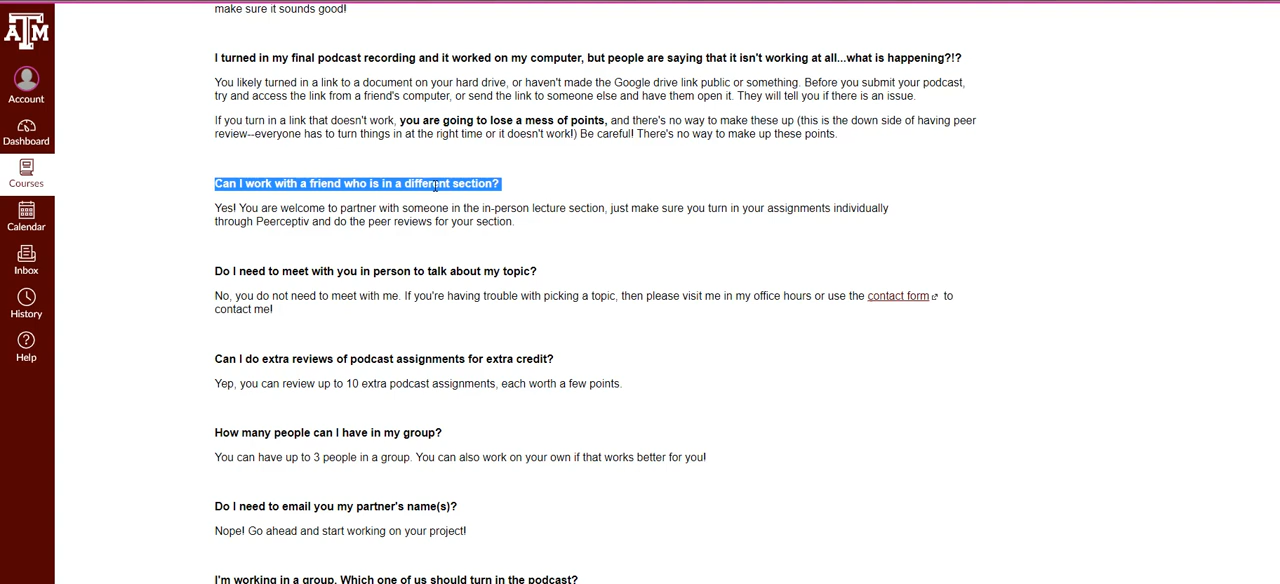 make sure it sounds good!
ATM
I turned in my final podcast recording and it worked on my computer, but people are saying that it isn't working at all...what is happening?!?
Account
You likely turned in a link to a document on your hard drive, or haven't made the Google drive link public or something. Before you submit your podcast,
try and access the link from a friend's computer, or send the link to someone else and have them open it. They will tell you if there is an issue.
Dashboard
If you turn in a link that doesn't work, you are going to lose a mess of points, and there's no way to make these up (this is the down side of having peer
review--everyone has to turn things in at the right time or it doesn't work!) Be careful! There's no way to make up these points.
Courses
Can I work with a friend who is in a different section?
Yes! You are welcome to partner with someone in the in-person lecture section, just make sure you turn in your assignments individually
through Peerceptiv and do the peer reviews for your section.
Calendar
Inbox
Do I need to meet with you in person to talk about my topic?
No, you do not need to meet with me. If you're having trouble with picking a topic, then please visit me in my office hours or use the contact form to
contact me!
History
Help
Can I do extra reviews of podcast assignments for extra credit?
Yep, you can review up to 10 extra podcast assignments, each worth a few points.
How many people can I have in my group?
You can have up to 3 people in a group. You can also work on your own if that works better for you!
Do I need to email you my partner's name(s)?
Nope! Go ahead and start working on your project!
I'm working in a group. Which one of us should turn in the podcast?